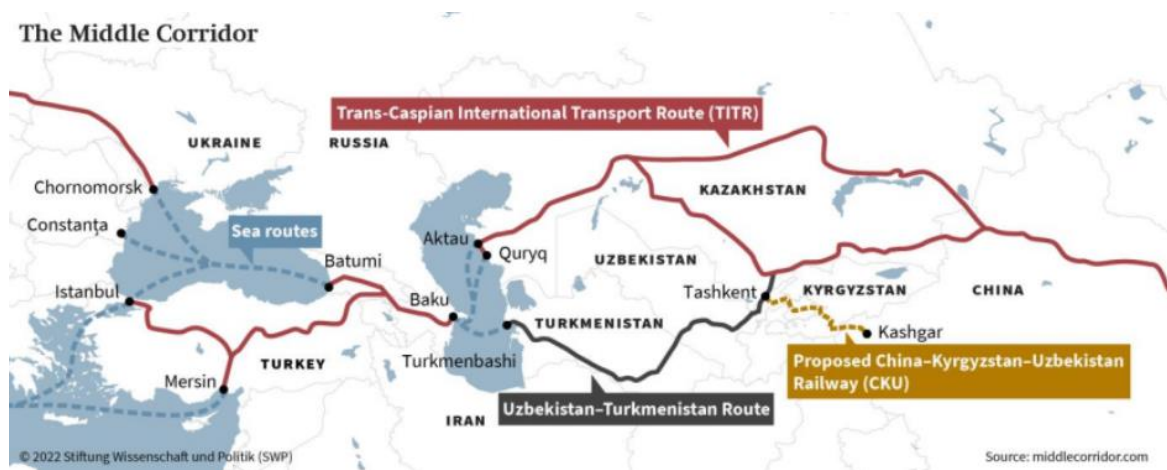 The Middle Corridor
Trans-Caspian International Transport Route (TITR)
UKRAINE
RUSSIA
Chornomorsk
KAZAKHSTAN
Constanța
Sea routes
Aktau
Quryq
UZBEKISTAN
Batumi
Istanbul
Baku
Tashkent
KYRGYZSTAN
CHINA
TURKMENISTAN
Kashgar
TURKEY
Turkmenbashi
Mersin
Proposed China–Kyrgyzstan–Uzbekistan
Railway (CKU)
Uzbekistan–Turkmenistan Route
IRAN
© 2022 Stiftung Wissenschaft und Politik (SWP)
Source: middlecorridor.com